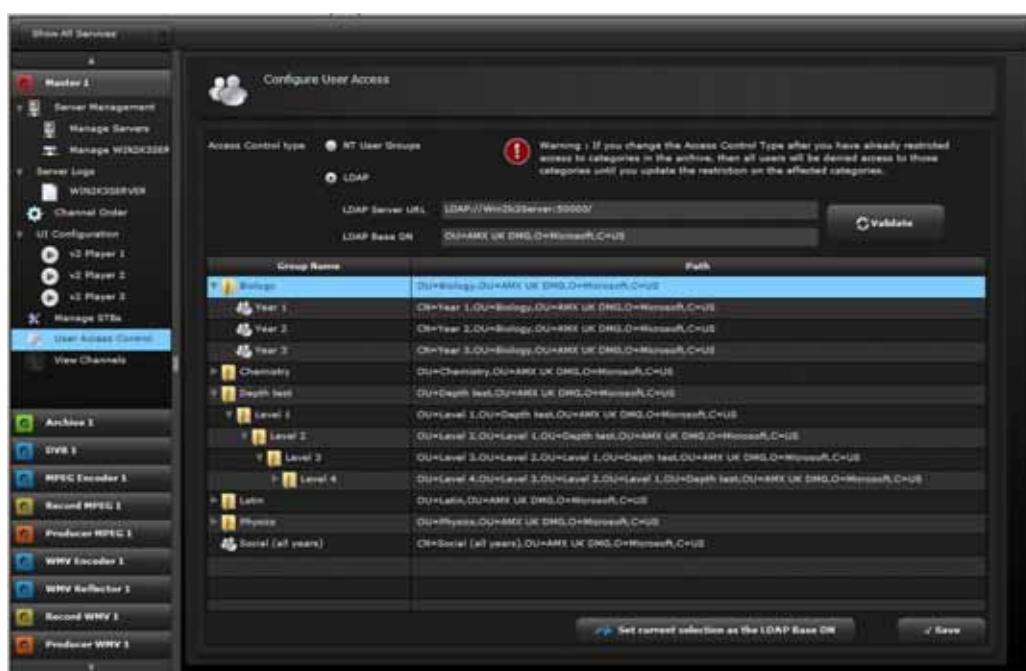 Show All Services
Master 1
Server Management
Manage Servers
Manage WIN2K3SER
Server Logs
WIN2K3SERVER
Channel Order
UI Configuration
v2 Player 1
v2 Player 2
v2 Player 3
Manage STBs
User Access Control
View Channels
Archive 1
DVR 1
MPEG Encoder 1
Record MPEG 1
Producer MPEG 1
WMV Encoder 1
WMV Reflector 1
Record WMV 1
Producer WMV 1
Configure User Access
Access Control type
NT User Groups
LDAP
Warning : If you change the Access Control Type after you have already restricted
access to categories in the archive, then all users will be denied access to those
categories until you update the restriction on the affected categories.
LDAP Server URL LDAP://Win2k3Server:50000/
LDAP Base DN OU=AMX UK DMG,O=Microsoft,C=US
Validate
Group Name Path
Biology OU=Biology,OU=AMX UK DMG,O=Microsoft,C=US
Year 1 CN=Year 1,OU=Biology,OU=AMX UK DMG,O=Microsoft,C=US
Year 2 CN=Year 2,OU=Biology,OU=AMX UK DMG,O=Microsoft,C=US
Year 3 CN=Year 3,OU=Biology,OU=AMX UK DMG,O=Microsoft,C=US
Chemistry OU=Chemistry,OU=AMX UK DMG,O=Microsoft,C=US
Depth test OU=Depth test,OU=AMX UK DMG,O=Microsoft,C=US
Level 1 OU=Level 1,OU=Depth test,OU=AMX UK DMG,O=Microsoft,C=US
Level 2 OU=Level 2,OU=Level 1,OU=Depth test,OU=AMX UK DMG,O=Microsoft,C=US
Level 3 OU=Level 3,OU=Level 2,OU=Level 1,OU=Depth test,OU=AMX UK DMG,O=Microsoft,C=US
Level 4 OU=Level 4,OU=Level 3,OU=Level 2,OU=Level 1,OU=Depth test,OU=AMX UK DMG,O=Microsoft,C=US
Latin OU=Latin,OU=AMX UK DMG,O=Microsoft,C=US
Physics OU=Physics,OU=AMX UK DMG,O=Microsoft,C=US
Social (all years) CN=Social (all years),OU=AMX UK DMG,O=Microsoft,C=US
Set current selection as the LDAP Base DN
Save